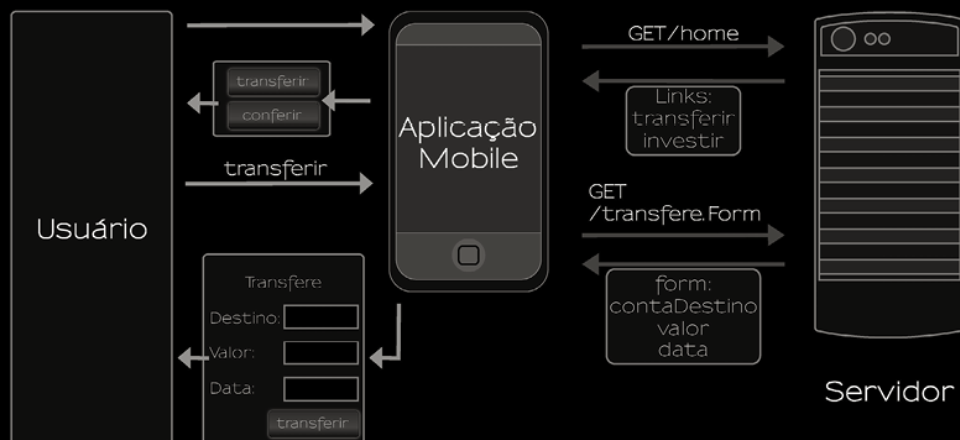 Usuário
transferir
conferir
transferir
Transfere
Destino:
Valor:
Data:
transferir
Aplicação
Mobile
GET/home
Links:
transferir
investir
GET
/transfere.Form
form:
contaDestino
valor
data
Servidor